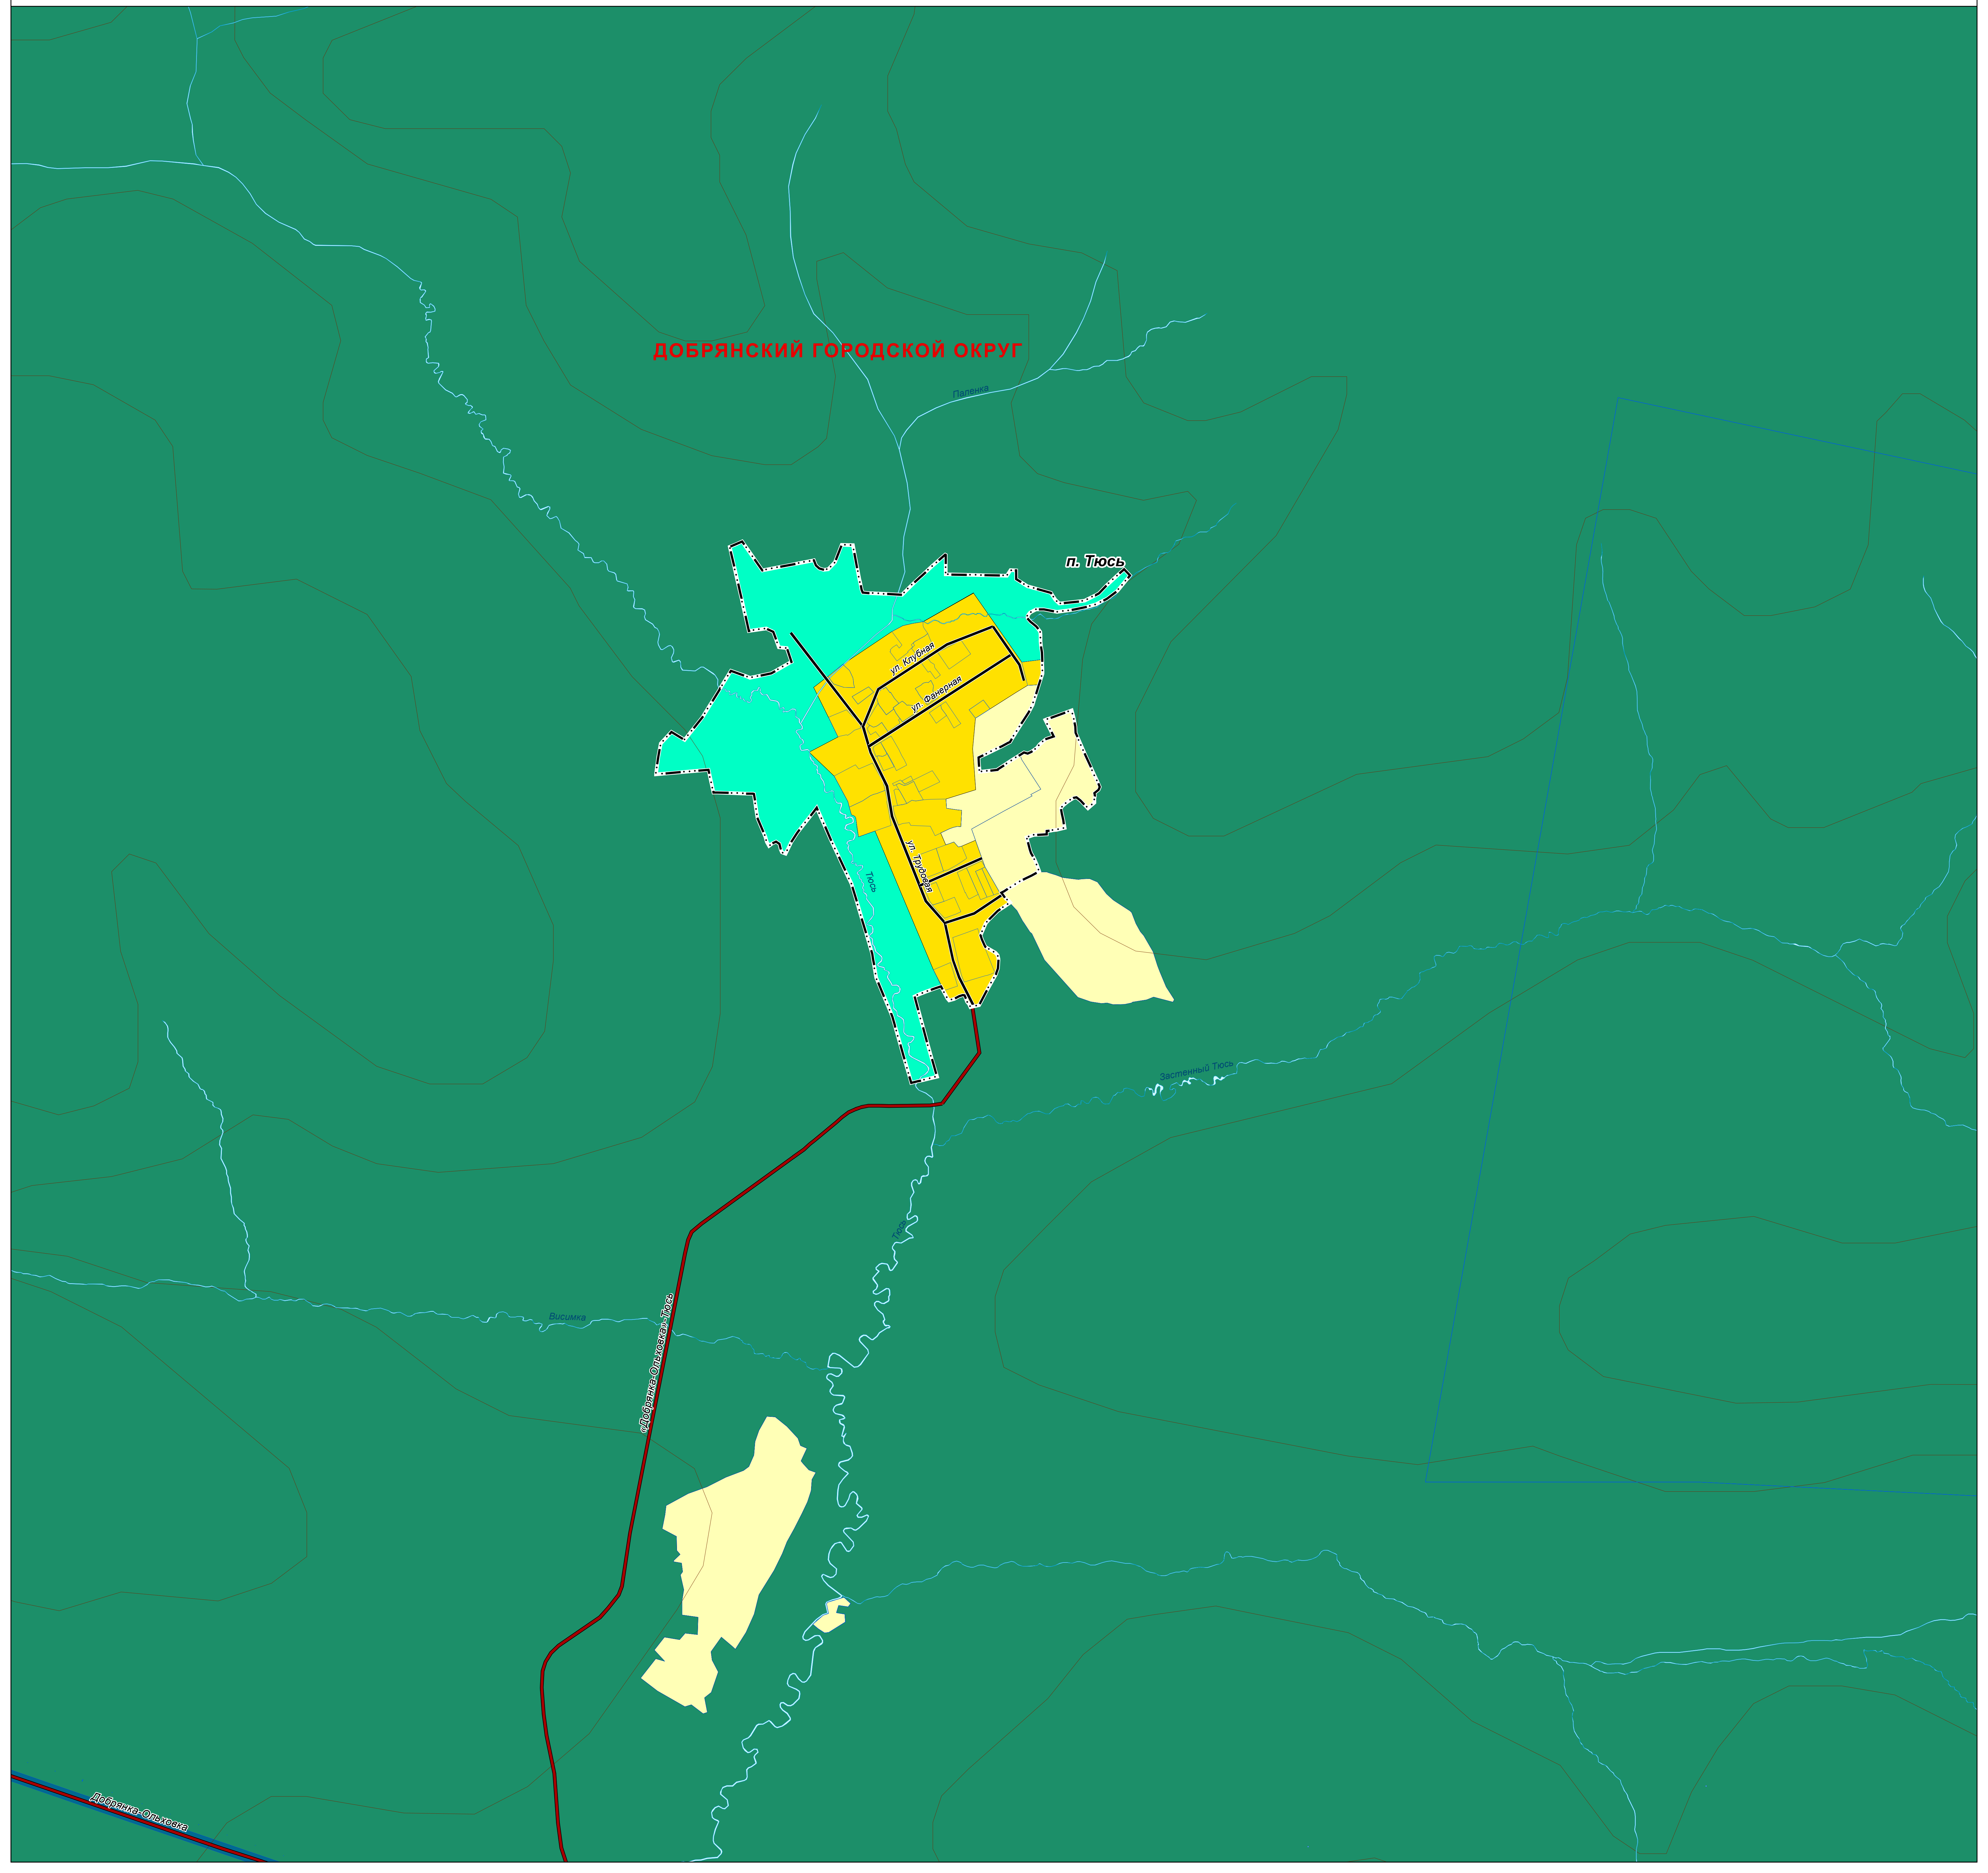 ДОБРЯНСКИЙ ГОРОДСКОЙ ОКРУГ
Паленка
п. Тюсь
ул. Клубная
ул. Фанерная
ул. Трудовая
Тюсь
Застенный Тюсь
Тюсь
Висимка
«Добрянка-Ольховка»-Тюсь
Добрянка-Ольховка